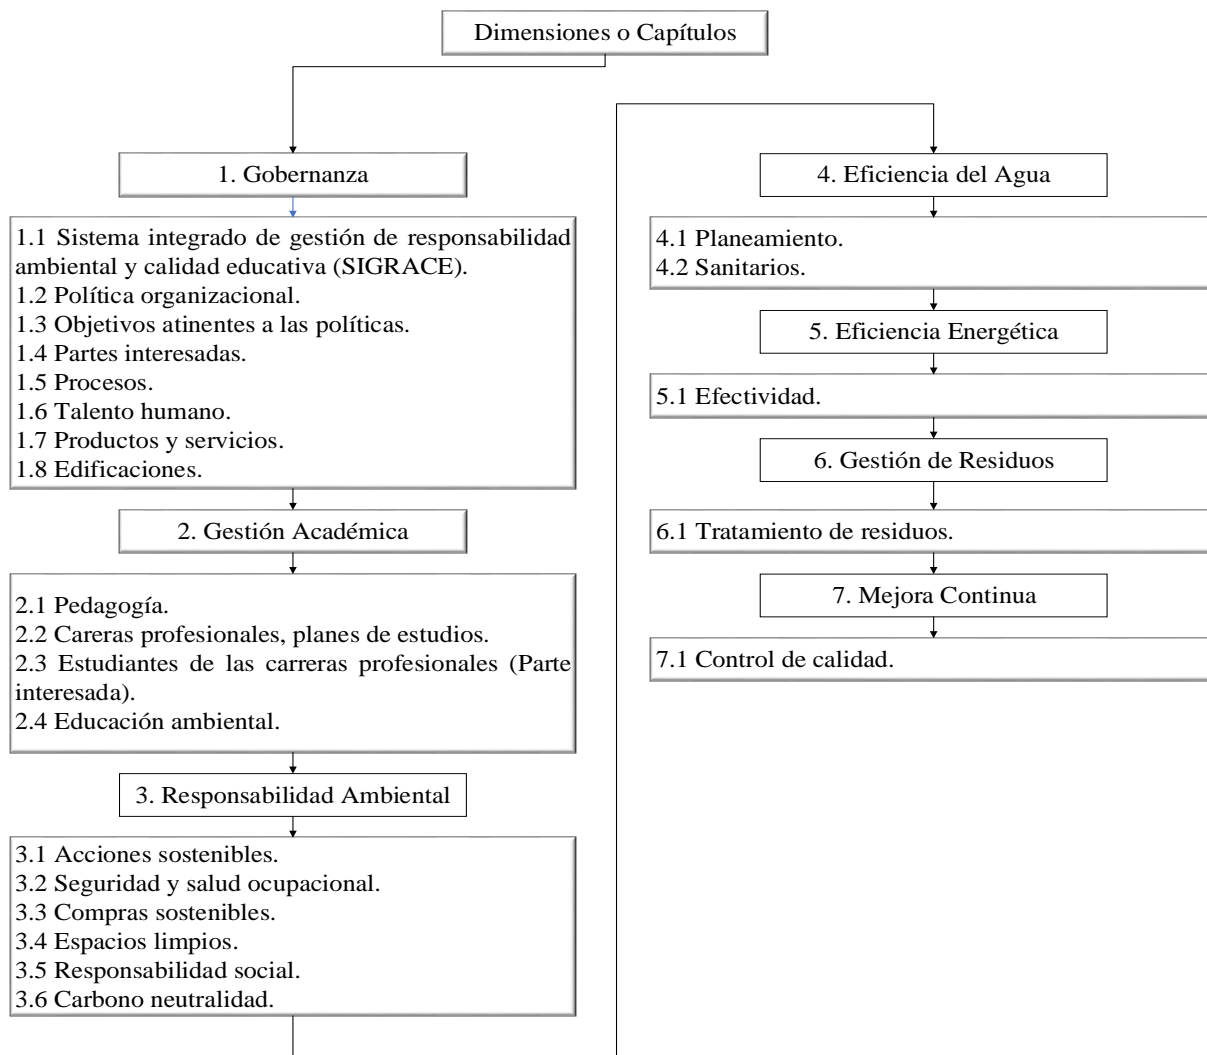 Dimensiones o Capítulos
1. Gobernanza
1.1 Sistema integrado de gestión de responsabilidad
ambiental y calidad educativa (SIGRACE).
1.2 Política organizacional.
1.3 Objetivos atinentes a las políticas.
1.4 Partes interesadas.
1.5 Procesos.
1.6 Talento humano.
1.7 Productos y servicios.
1.8 Edificaciones.
2. Gestión Académica
2.1 Pedagogía.
2.2 Careras profesionales, planes de estudios.
2.3 Estudiantes de las carreras profesionales (Parte
interesada).
2.4 Educación ambiental.
3. Responsabilidad Ambiental
3.1 Acciones sostenibles.
3.2 Seguridad y salud ocupacional.
3.3 Compras sostenibles.
3.4 Espacios limpios.
3.5 Responsabilidad social.
3.6 Carbono neutralidad.
4. Eficiencia del Agua
4.1 Planeamiento.
4.2 Sanitarios.
5. Eficiencia Energética
5.1 Efectividad.
6. Gestión de Residuos
6.1 Tratamiento de residuos.
7. Mejora Continua
7.1 Control de calidad.